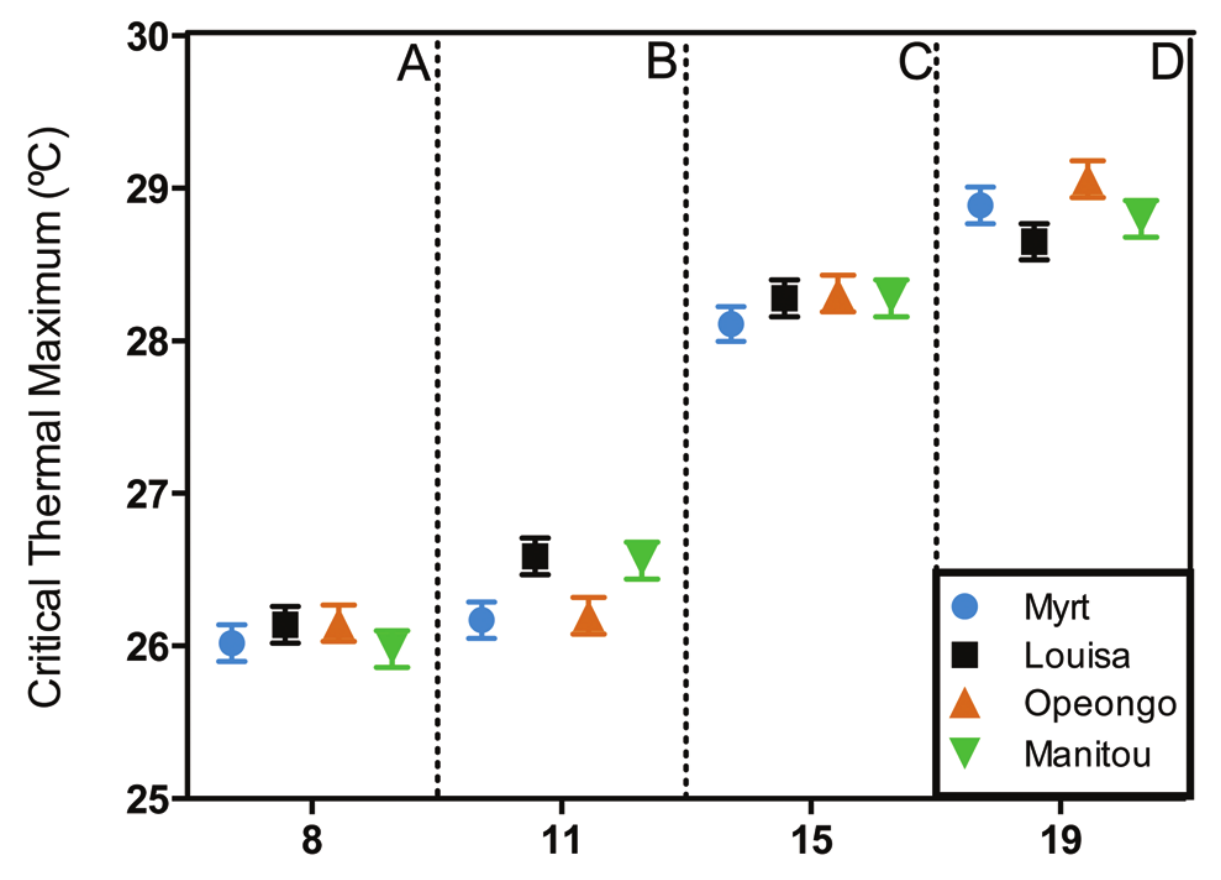 Critical Thermal Maximum (ºC)
30
29
28
27
26
25
A
B
C
D
8
11
15
19
Myrt
Louisa
Opeongo
Manitou